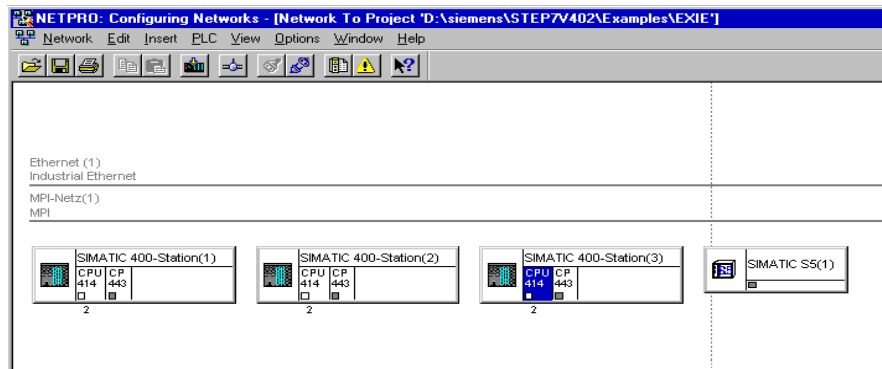 NETPRO: Configuring Networks - [Network To Project 'D:\siemens\STEP7V402\Examples\EXIE']
Network Edit Insert PLC View Options Window Help
Ethernet (1)
Industrial Ethernet
MPI-Netz(1)
MPI
SIMATIC 400-Station(1)
CPU CP
414 443
2
SIMATIC 400-Station(2)
CPU CP
414 443
2
SIMATIC 400-Station(3)
CPU CP
414 443
2
SIMATIC S5(1)